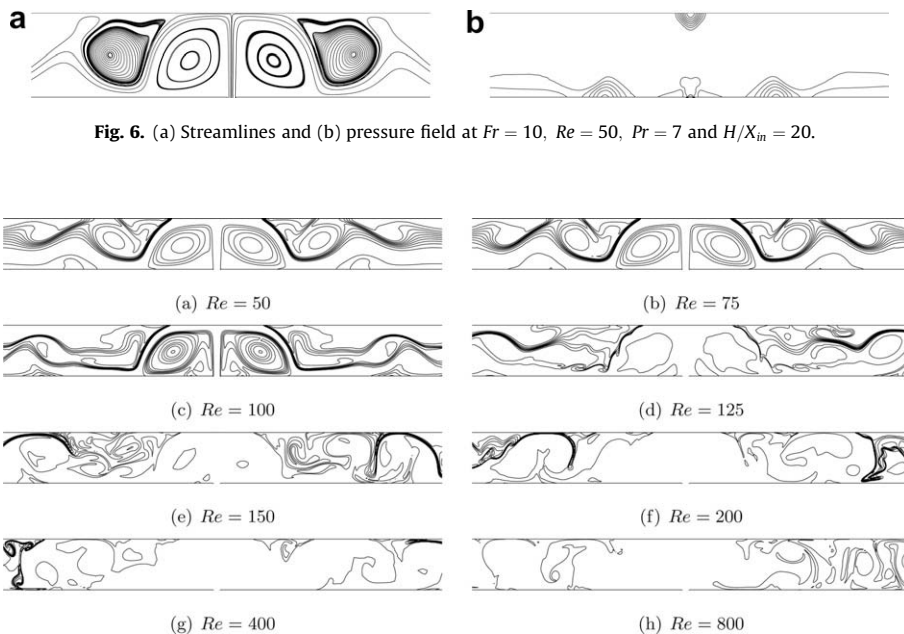 a b
Fig. 6. (a) Streamlines and (b) pressure field at Fr = 10, Re = 50, Pr = 7 and H/X_in = 20.
(a) Re = 50
(b) Re = 75
(c) Re = 100
(d) Re = 125
(e) Re = 150
(f) Re = 200
(g) Re = 400
(h) Re = 800